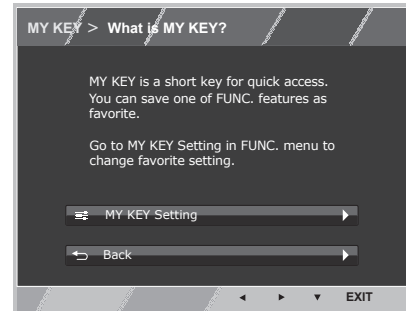 MY KEY > What is MY KEY?
MY KEY is a short key for quick access.
You can save one of FUNC. features as
favorite.
Go to MY KEY Setting in FUNC. menu to
change favorite setting.
MY KEY Setting
Back
EXIT